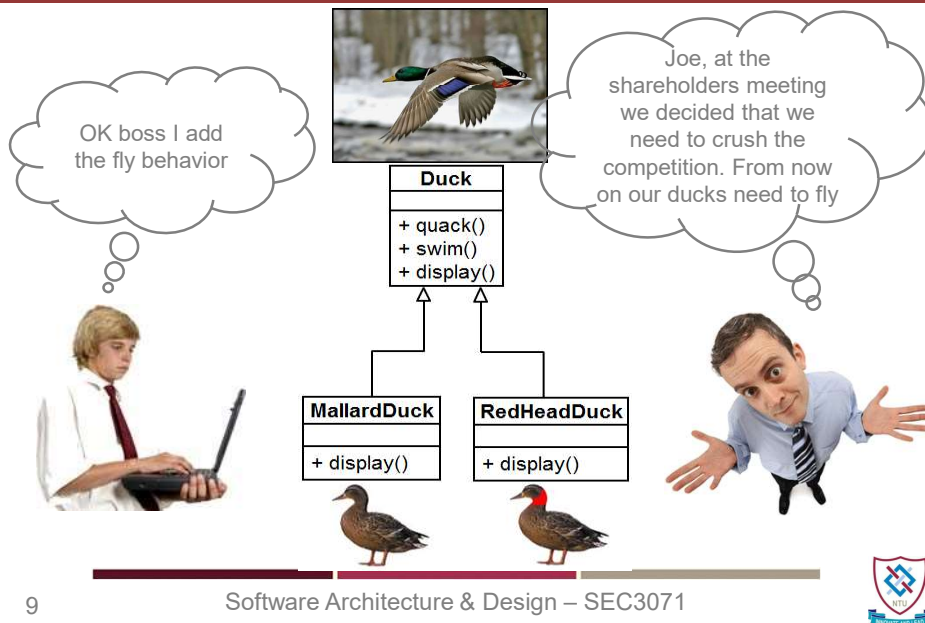 OK boss I add
the fly behavior
Joe, at the
shareholders meeting
we decided that we
need to crush the
competition. From now
on our ducks need to fly
Duck
+ quack()
+ swim()
+ display()
MallardDuck
+ display()
RedHeadDuck
+ display()
9
Software Architecture & Design – SEC3071
NTU